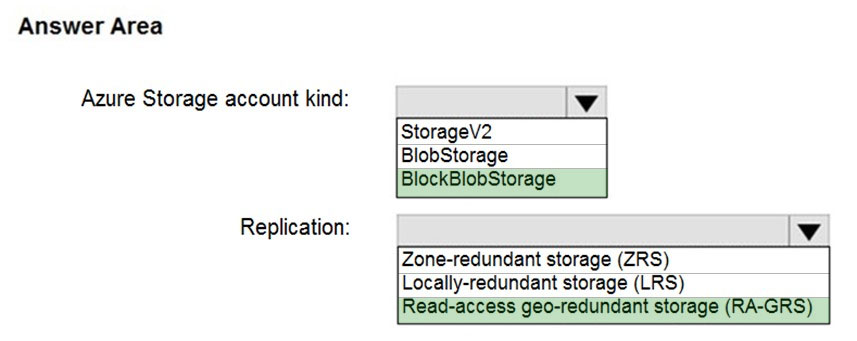 Answer Area
Azure Storage account kind:
StorageV2
BlobStorage
BlockBlobStorage
Replication:
Zone-redundant storage (ZRS)
Locally-redundant storage (LRS)
Read-access geo-redundant storage (RA-GRS)